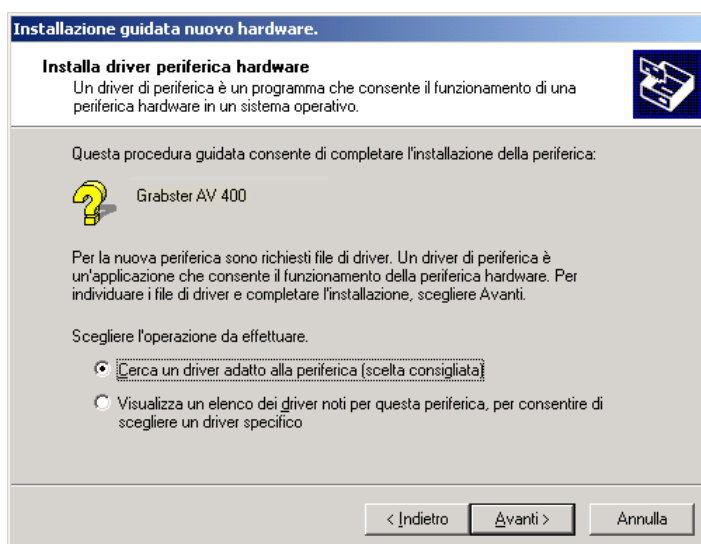 Installazione guidata nuovo hardware.
Installa driver periferica hardware
Un driver di periferica è un programma che consente il funzionamento di una
periferica hardware in un sistema operativo.
Questa procedura guidata consente di completare l'installazione della periferica:
Grabster AV 400
Per la nuova periferica sono richiesti file di driver. Un driver di periferica è
un'applicazione che consente il funzionamento della periferica hardware. Per
individuare i file di driver e completare l'installazione, scegliere Avanti.
Scegliere l'operazione da effettuare.
Cerca un driver adatto alla periferica (scelta consigliata)
Visualizza un elenco dei driver noti per questa periferica, per consentire di
scegliere un driver specifico
< Indietro Avanti > Annulla